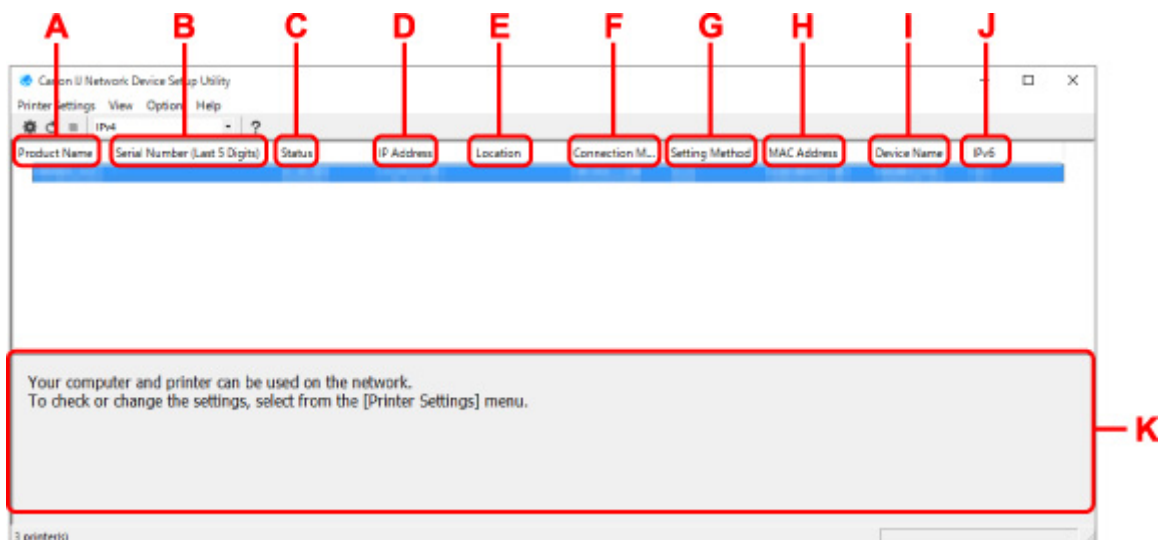 A B C D E F G H I J
Canon IJ Network Device Setup Utility
Printer Settings View Option Help
IPv4 ?
Product Name Serial Number (Last 5 Digits) Status IP Address Location Connection M... Setting Method MAC Address Device Name IPv6
Your computer and printer can be used on the network.
To check or change the settings, select from the [Printer Settings] menu.
K
3 printer(s)